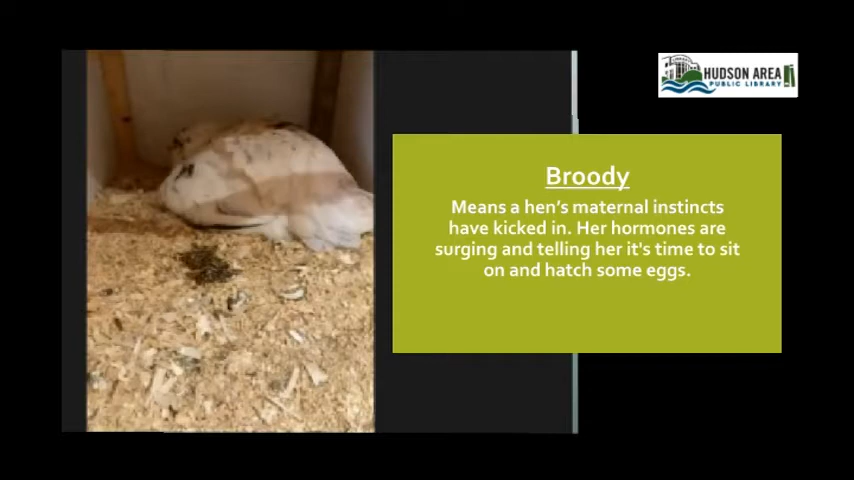 HUDSON AREA
PUBLIC LIBRARY
Broody
Means a hen's maternal instincts
have kicked in. Her hormones are
surging and telling her it's time to sit
on and hatch some eggs.